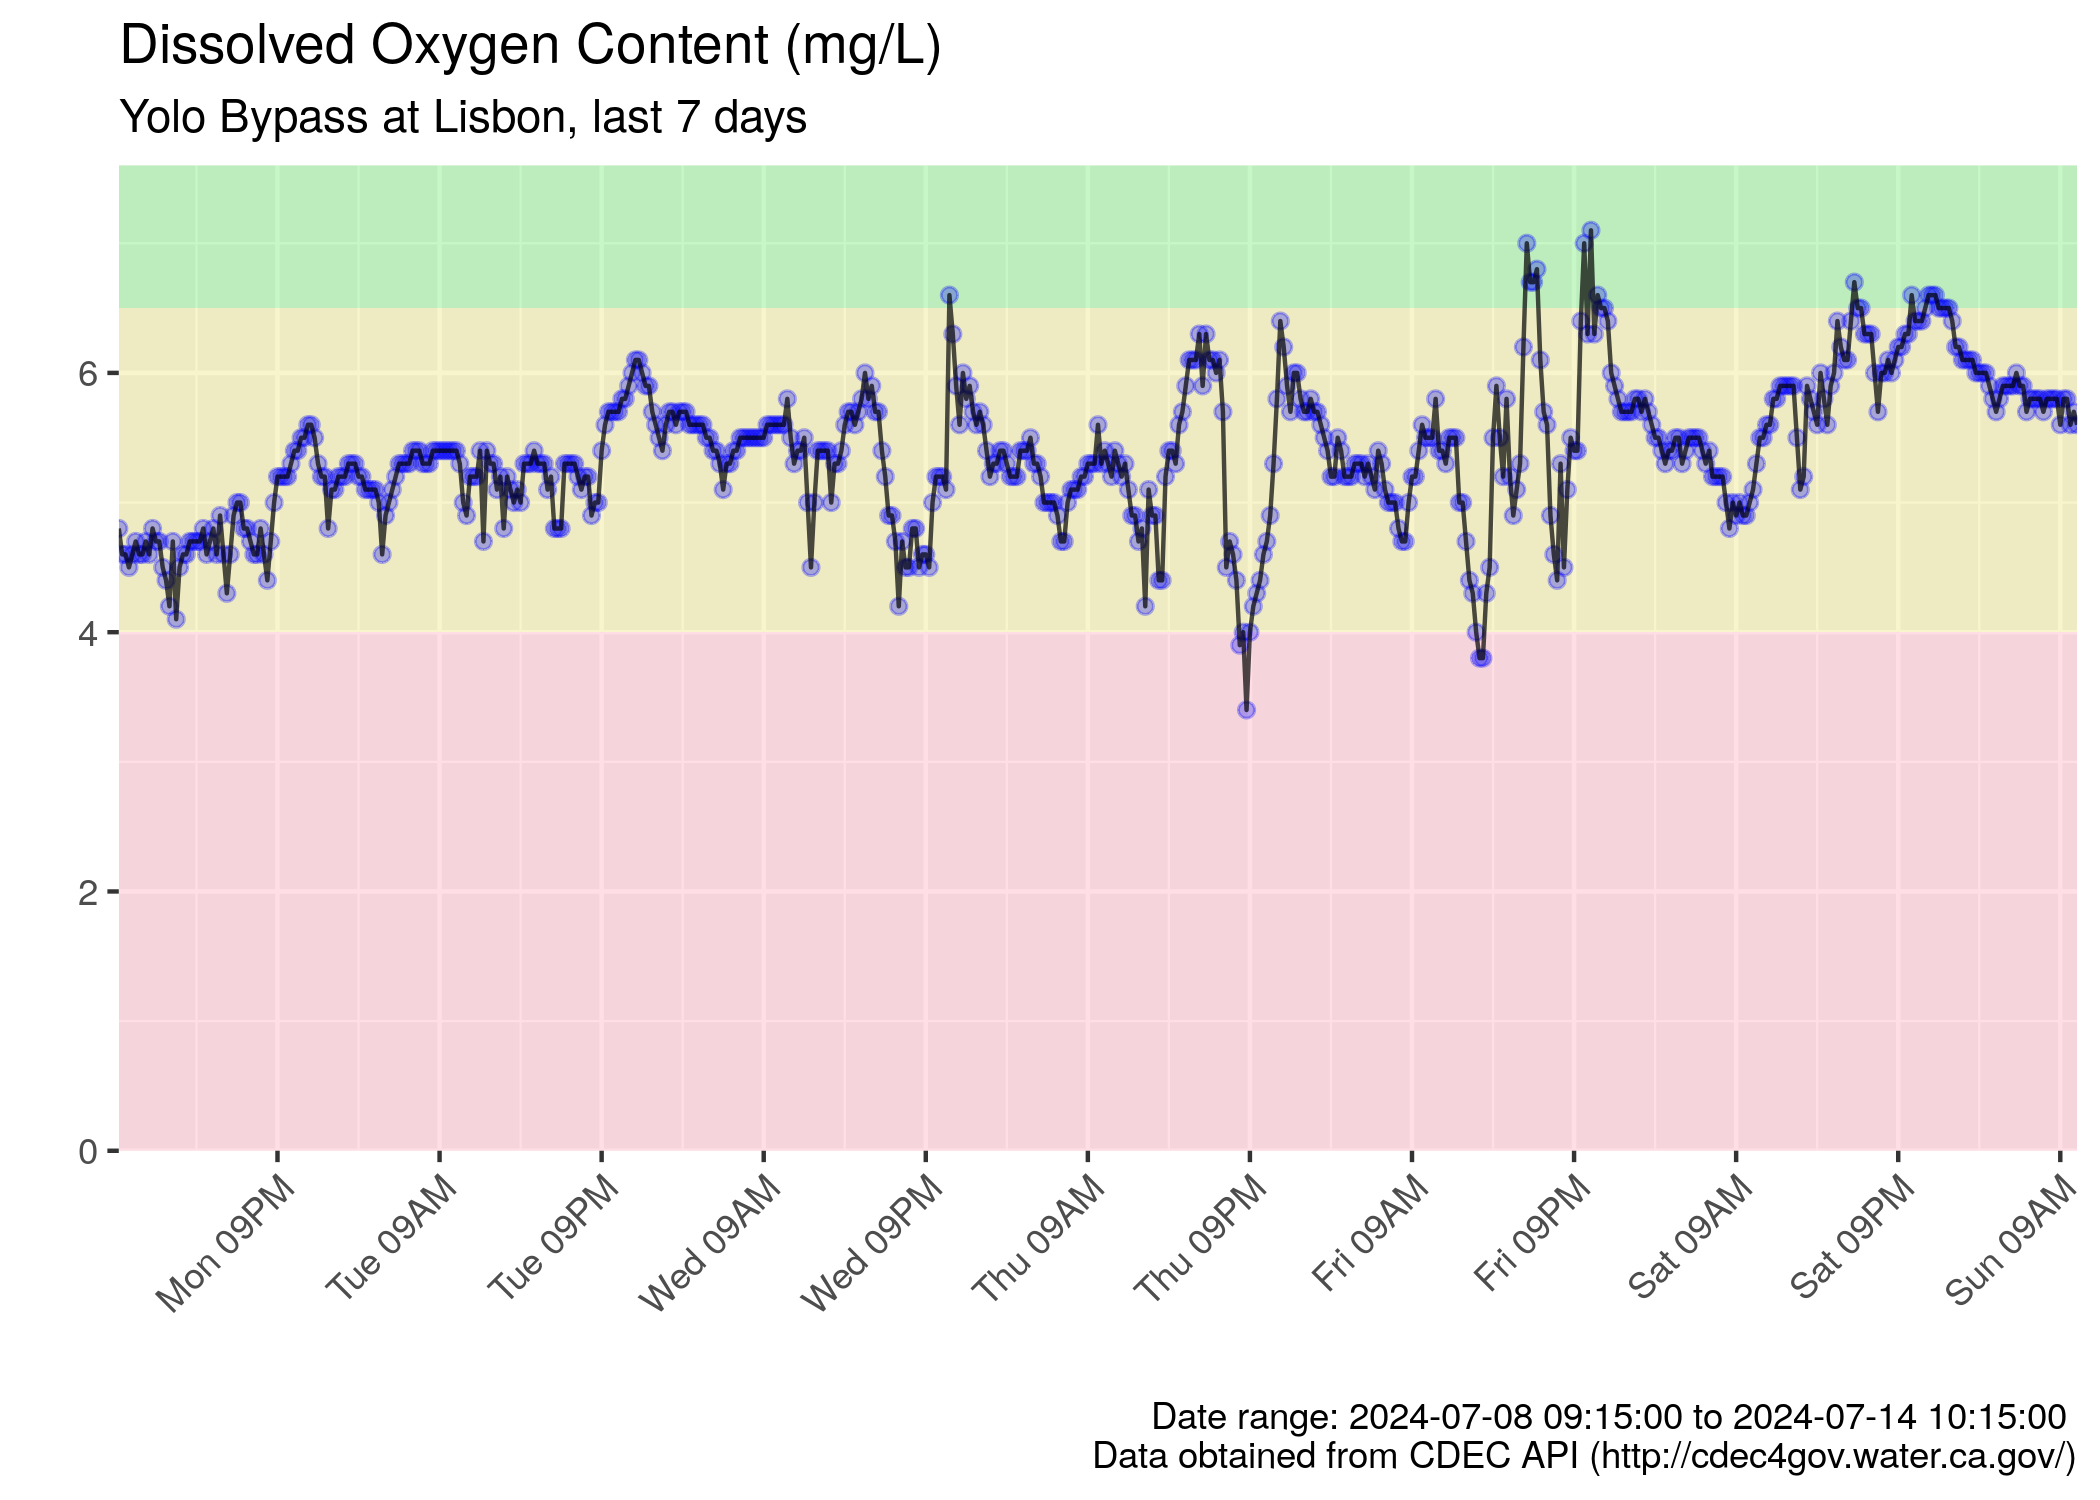 Dissolved Oxygen Content (mg/L)
Yolo Bypass at Lisbon, last 7 days
6
4
2
0
Mon 09PM
Tue 09AM
Tue 09PM
Wed 09AM
Wed 09PM
Thu 09AM
Thu 09PM
Fri 09AM
Fri 09PM
Sat 09AM
Sat 09PM
Sun 09AM
Date range: 2024-07-08 09:15:00 to 2024-07-14 10:15:00
Data obtained from CDEC API (http://cdec4gov.water.ca.gov/)